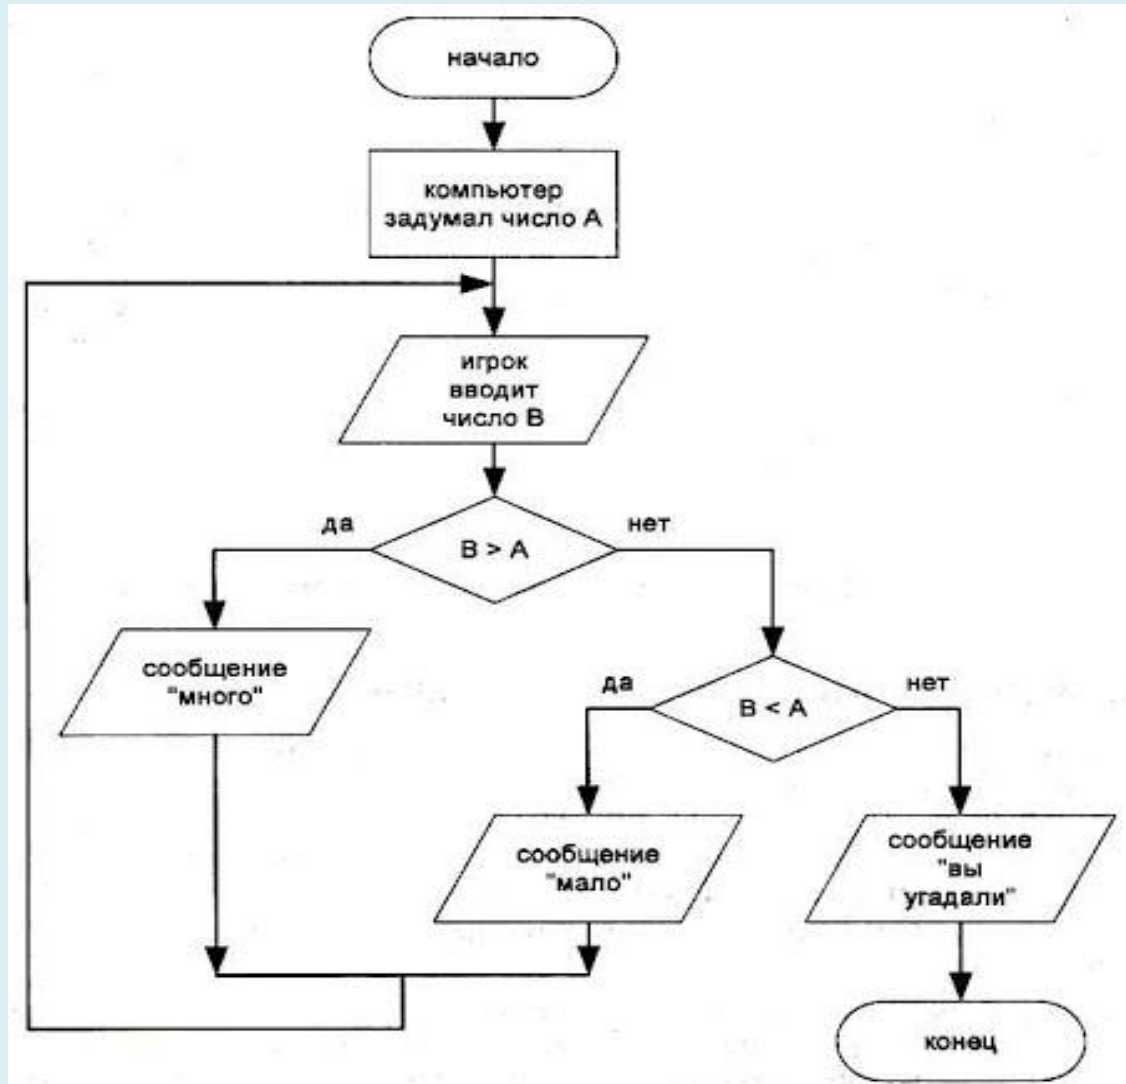 начало
компьютер
задумал число А
игрок
вводит
число В
да
В > А
нет
сообщение
"много"
да
В < А
нет
сообщение
"мало"
сообщение
"вы
угадали"
конец